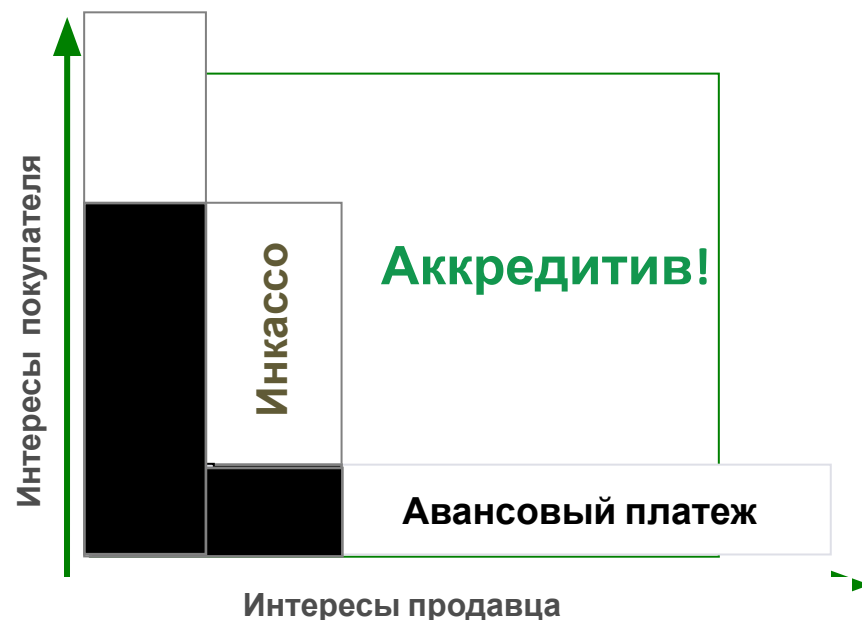 Интересы покупателя
Инкассо
Аккредитив!
Авансовый платеж
Интересы продавца